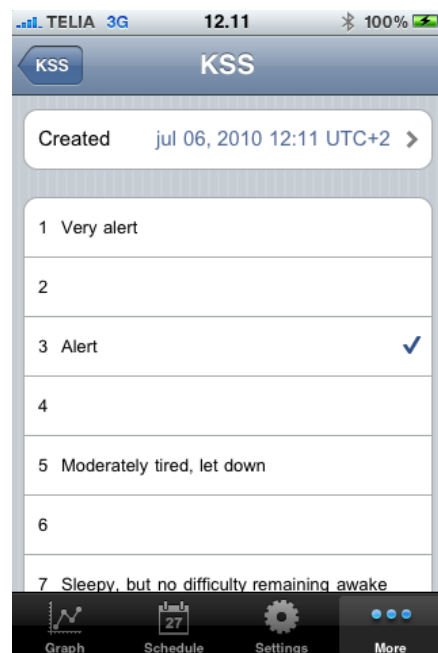 TELIA 3G 12.11 100%
KSS KSS
Created jul 06, 2010 12:11 UTC+2
1 Very alert
2
3 Alert
4
5 Moderately tired, let down
6
7 Sleepy, but no difficulty remaining awake
27
Graph Schedule Settings More